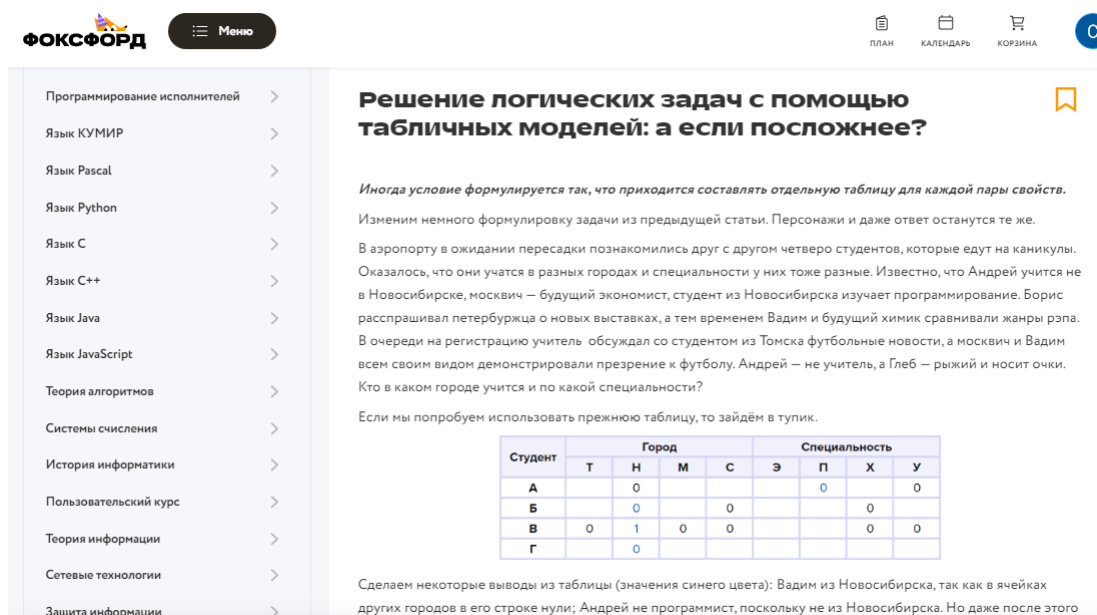 ФОКСФОРД
Меню
ПЛАН
КАЛЕНДАРЬ
КОРЗИНА
С
Программирование исполнителей
Язык КУМИР
Язык Pascal
Язык Python
Язык C
Язык C++
Язык Java
Язык JavaScript
Теория алгоритмов
Системы счисления
История информатики
Пользовательский курс
Теория информации
Сетевые технологии
Защита информации
Решение логических задач с помощью
табличных моделей: а если посложнее?
Иногда условие формулируется так, что приходится составлять отдельную таблицу для каждой пары свойств.
Изменим немного формулировку задачи из предыдущей статьи. Персонажи и даже ответ останутся те же.
В аэропорту в ожидании пересадки познакомились друг с другом четверо студентов, которые едут на каникулы.
Оказалось, что они учатся в разных городах и специальности у них тоже разные. Известно, что Андрей учится не
в Новосибирске, москвич — будущий экономист, студент из Новосибирска изучает программирование. Борис
расспрашивал петербуржца о новых выставках, а тем временем Вадим и будущий химик сравнивали жанры рэпа.
В очереди на регистрацию учитель обсуждал со студентом из Томска футбольные новости, а москвич и Вадим
всем своим видом демонстрировали презрение к футболу. Андрей — не учитель, а Глеб — рыжий и носит очки.
Кто в каком городе учится и по какой специальности?
Если мы попробуем использовать прежнюю таблицу, то зайдём в тупик.
Студент Город Специальность
Т Н М С Э П Х У
А 0 0 0
Б 0 0 0
В 0 1 0 0 0 0
Г 0
Сделаем некоторые выводы из таблицы (значения синего цвета): Вадим из Новосибирска, так как в ячейках
других городов в его строке нули; Андрей не программист, поскольку не из Новосибирска. Но даже после этого